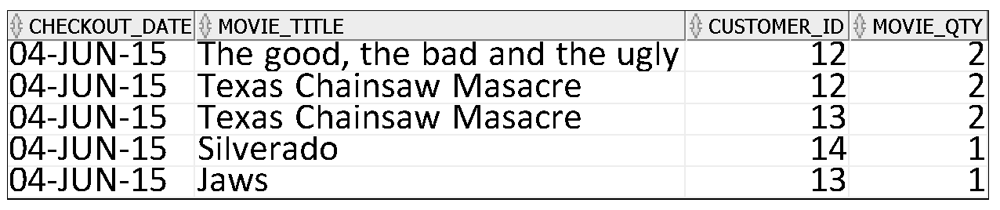 CHECKOUT_DATE MOVIE_TITLE CUSTOMER_ID MOVIE_QTY
04-JUN-15 The good, the bad and the ugly 12 2
04-JUN-15 Texas Chainsaw Masacre 12 2
04-JUN-15 Texas Chainsaw Masacre 13 2
04-JUN-15 Silverado 14 1
04-JUN-15 Jaws 13 1